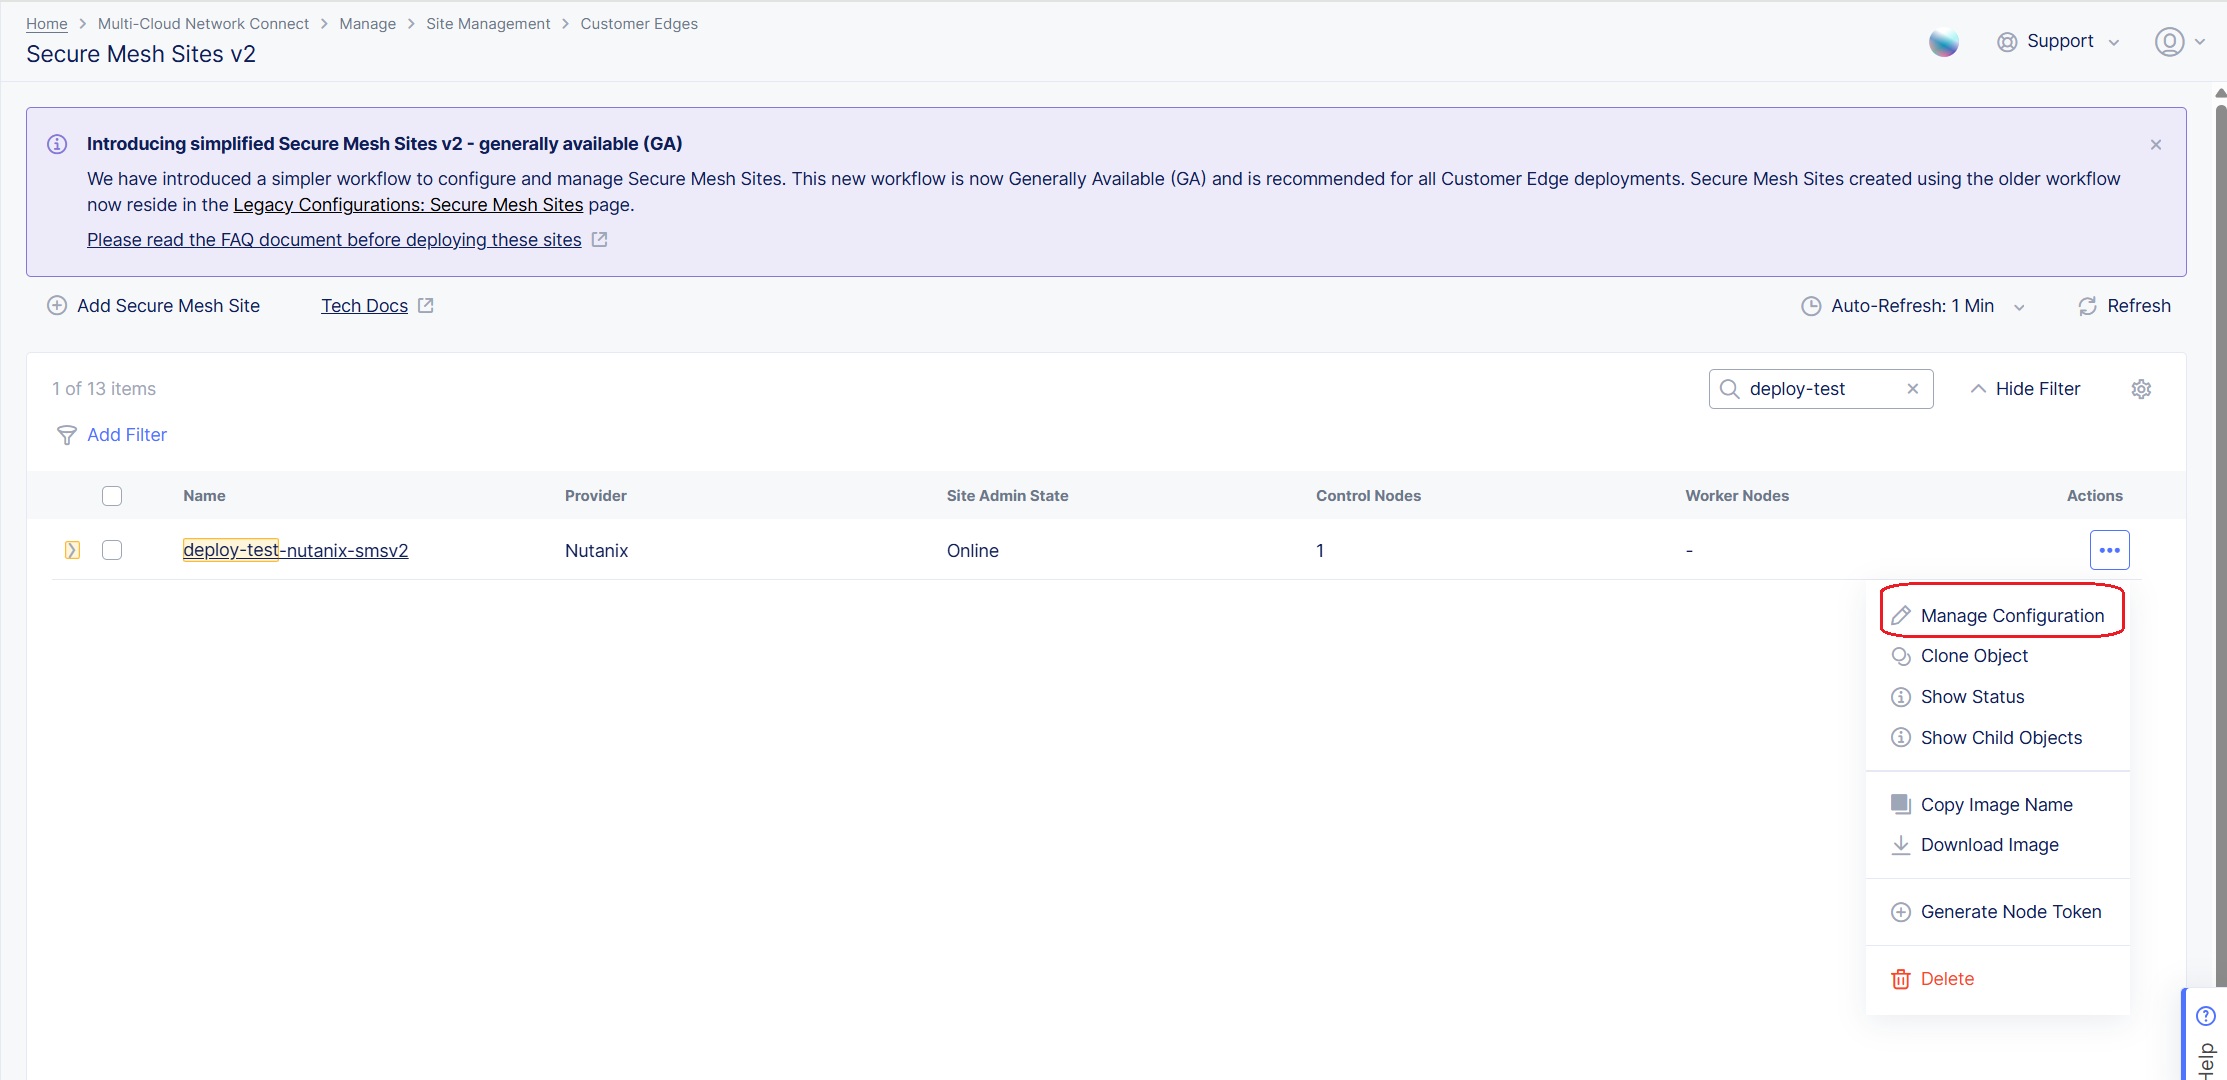 Home > Multi-Cloud Network Connect > Manage > Site Management > Customer Edges
Secure Mesh Sites v2
Support
Introducing simplified Secure Mesh Sites v2 - generally available (GA)
We have introduced a simpler workflow to configure and manage Secure Mesh Sites. This new workflow is now Generally Available (GA) and is recommended for all Customer Edge deployments. Secure Mesh Sites created using the older workflow
now reside in the Legacy Configurations: Secure Mesh Sites page.
Please read the FAQ document before deploying these sites
Add Secure Mesh Site Tech Docs Auto-Refresh: 1 Min Refresh
1 of 13 items deploy-test Hide Filter
Add Filter
Name Provider Site Admin State Control Nodes Worker Nodes Actions
deploy-test-nutanix-smsv2 Nutanix Online 1 -
Manage Configuration
Clone Object
Show Status
Show Child Objects
Copy Image Name
Download Image
Generate Node Token
Delete
Help